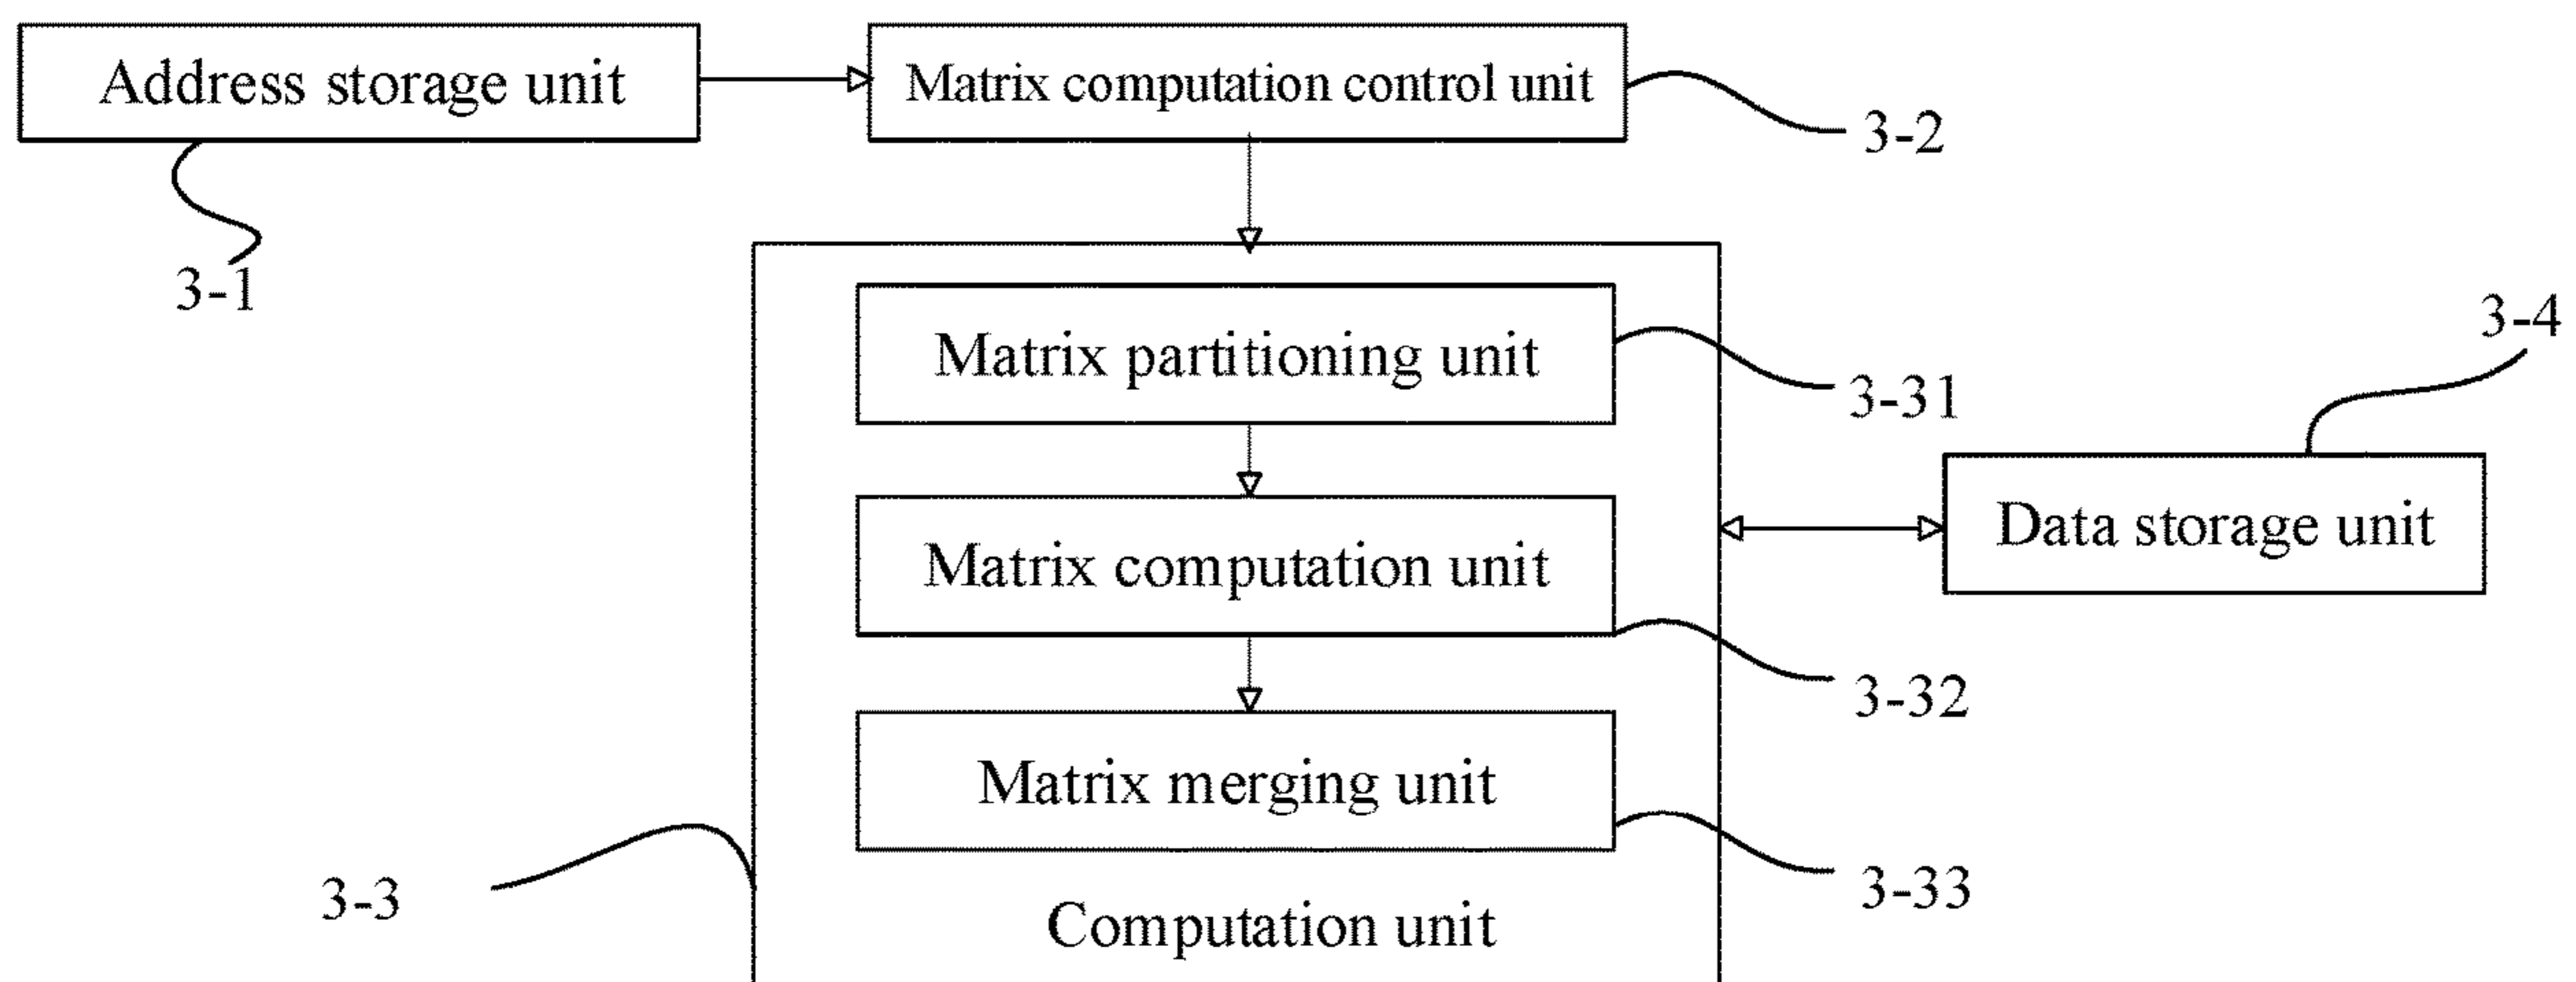 Address storage unit
Matrix computation control unit
3-2
3-1
Matrix partitioning unit
3-31
3-4
Data storage unit
Matrix computation unit
3-32
Matrix merging unit
3-33
3-3
Computation unit